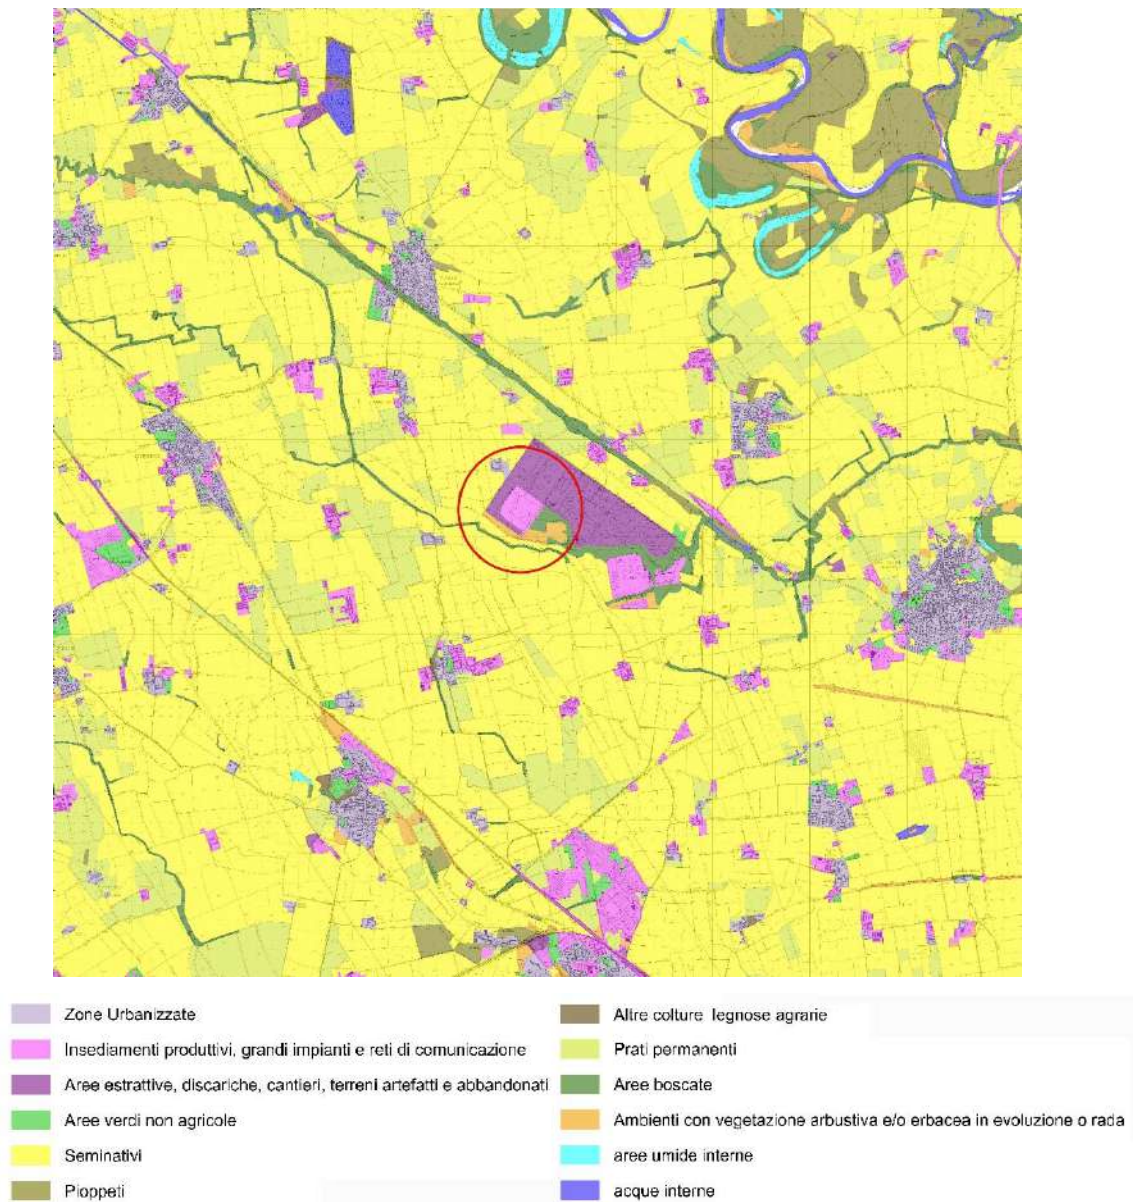 Zone Urbanizzate
Insediamenti produttivi, grandi impianti e reti di comunicazione
Aree estrattive, discariche, cantieri, terreni artefatti e abbandonati
Aree verdi non agricole
Seminativi
Pioppeti
Altre colture legnose agrarie
Prati permanenti
Aree boscate
Ambienti con vegetazione arbustiva e/o erbacea in evoluzione o rada
aree umide interne
acque interne